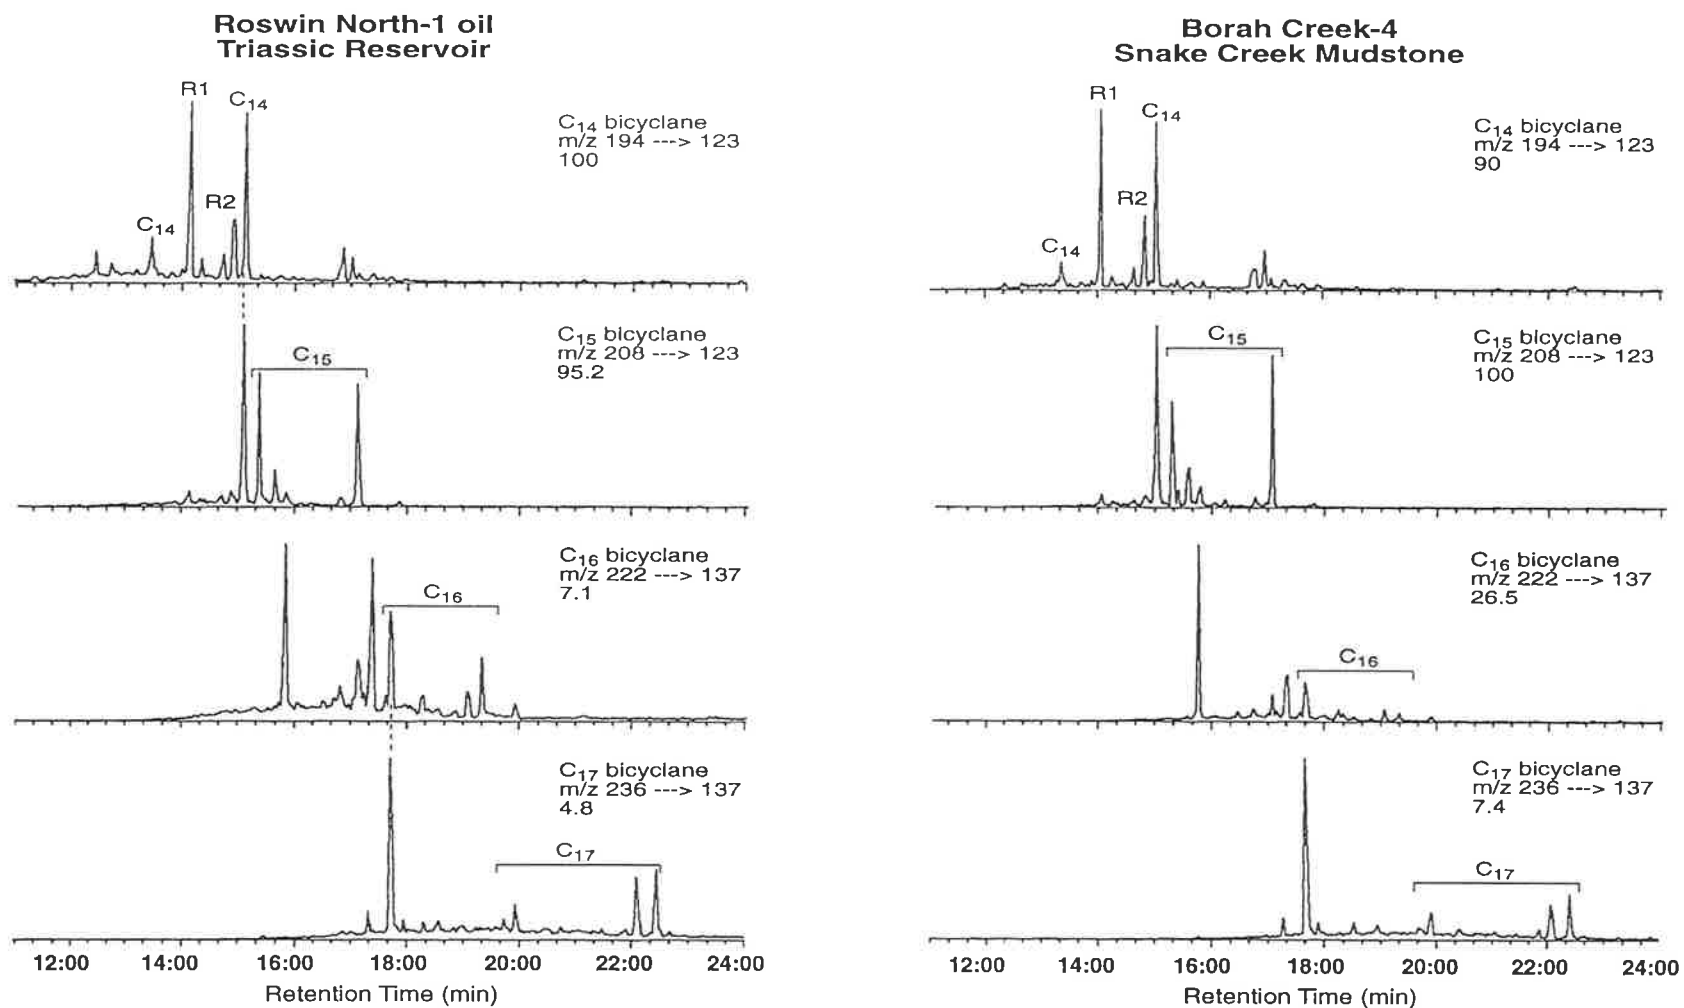 Roswin North-1 oil
Triassic Reservoir
R1
C14
C14
R2
C14 bicyclane
m/z 194 ---> 123
100
C15
C15 bicyclane
m/z 208 ---> 123
95.2
C16
C16 bicyclane
m/z 222 ---> 137
7.1
C17
C17 bicyclane
m/z 236 ---> 137
4.8
12:00 14:00 16:00 18:00 20:00 22:00 24:00
Retention Time (min)
Borah Creek-4
Snake Creek Mudstone
R1
C14
R2
C14
C14 bicyclane
m/z 194 ---> 123
90
C15
C15 bicyclane
m/z 208 ---> 123
100
C16
C16 bicyclane
m/z 222 ---> 137
26.5
C17
C17 bicyclane
m/z 236 ---> 137
7.4
12:00 14:00 16:00 18:00 20:00 22:00 24:00
Retention Time (min)